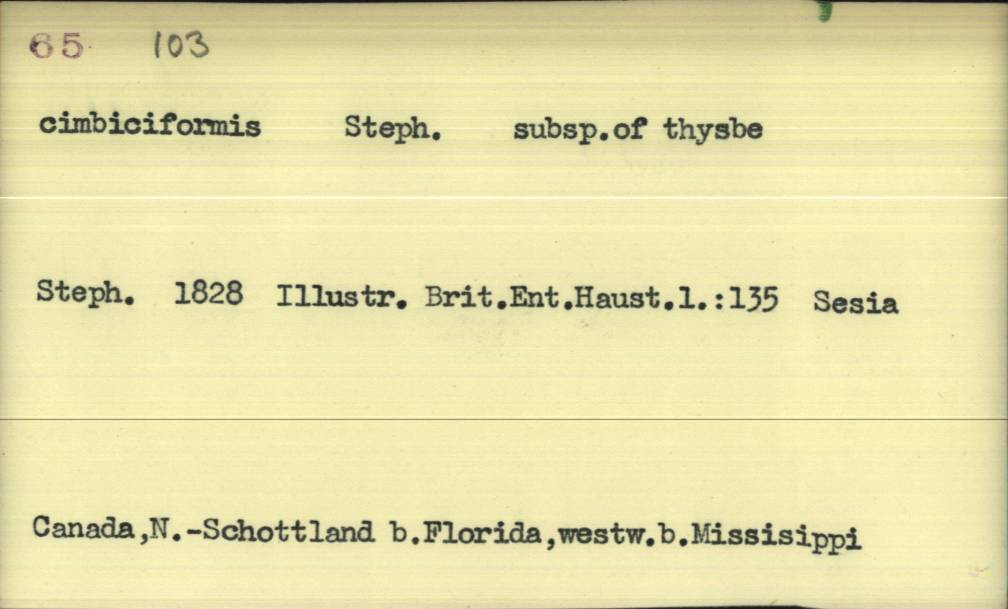 65 103
cimbiciformis Steph. subsp.of thysbe
Steph. 1828 Illustr. Brit.Ent.Haust.1.:135 Sesia
Canada,N.-Schottland b.Florida,westw.b.Missisippi